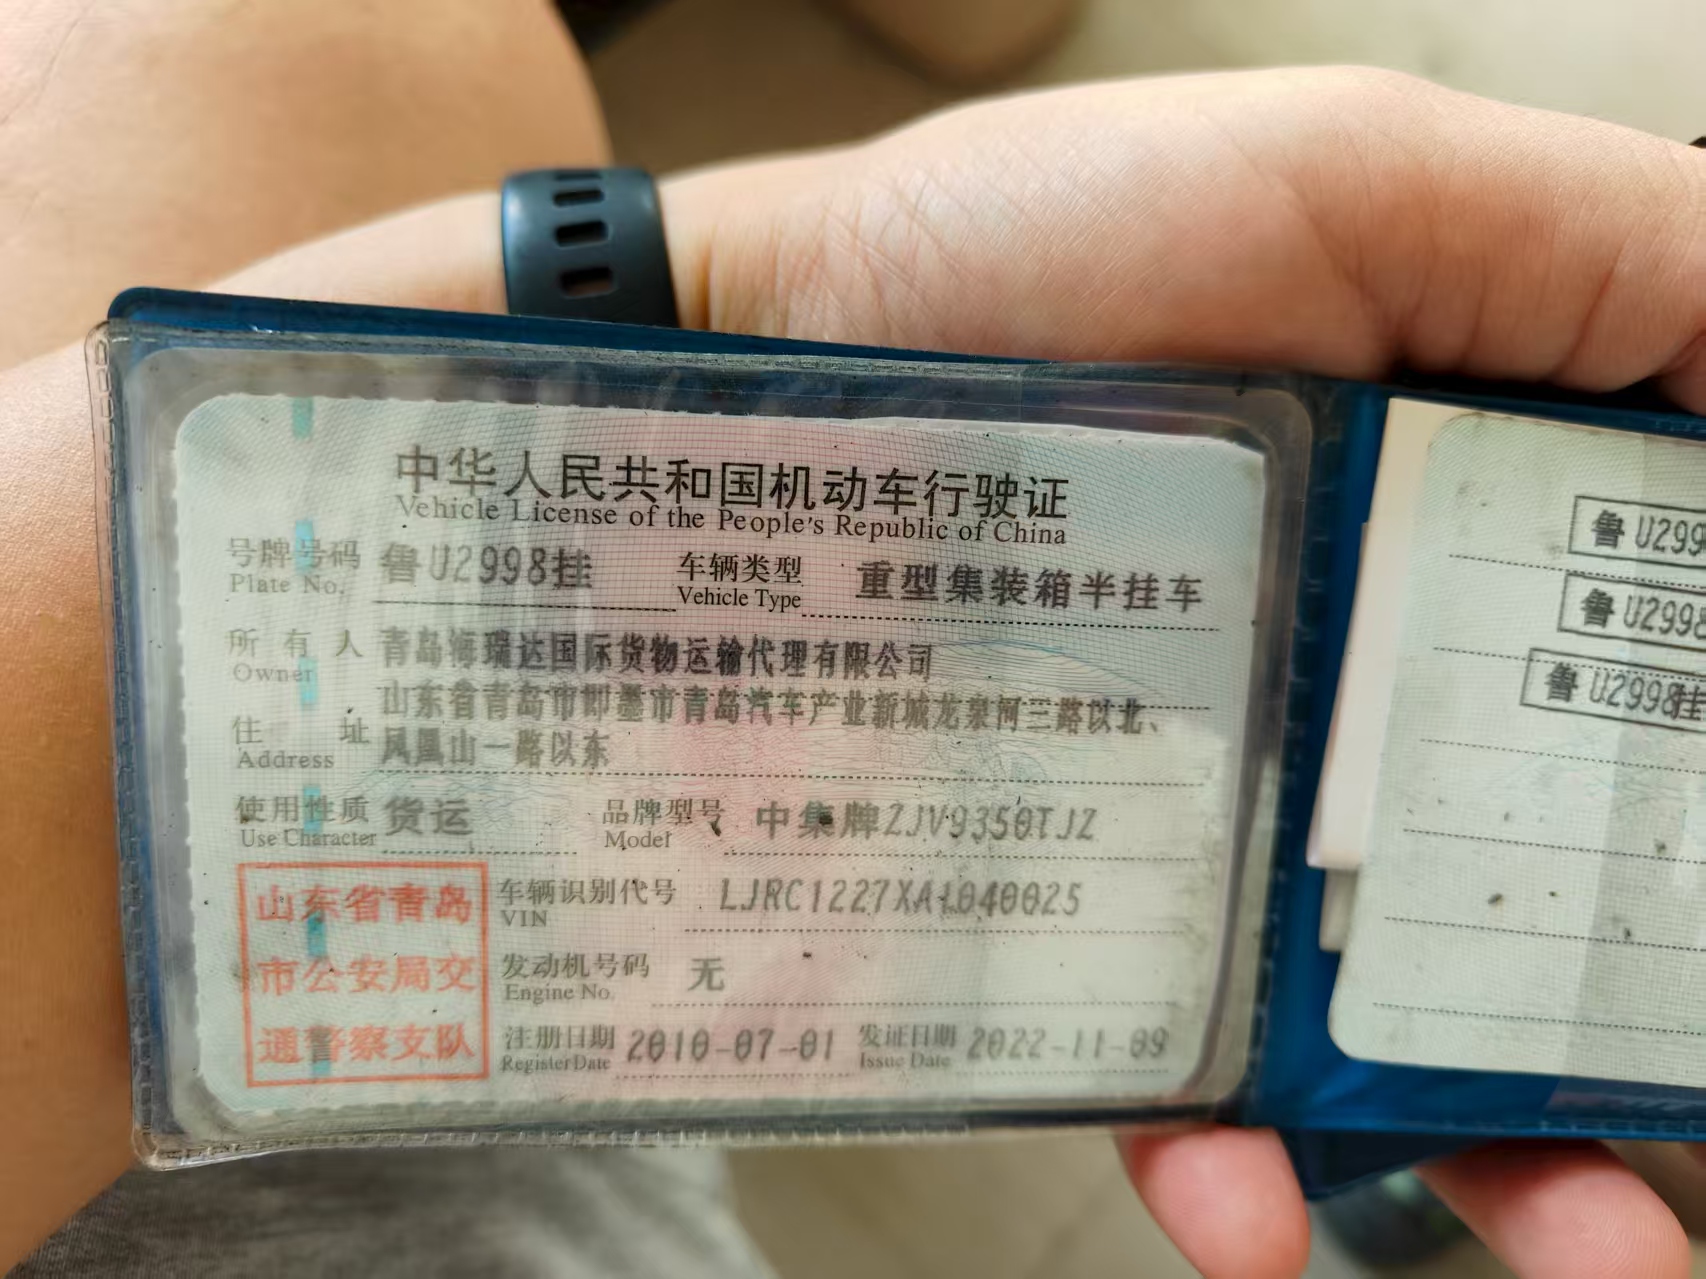 中华人民共和国机动车行驶证
Vehicle License of the People's Republic of China
号牌号码 鲁U2998挂 车辆类型 重型集装箱半挂车
Plate No. Vehicle Type
所有人 青岛海瑞达国际货物运输代理有限公司
Owner
住址 山东省青岛市即墨市青岛汽车产业新城龙泉河三路以北、
Address 凤凰山一路以东
使用性质 货运 品牌型号 中集牌ZJV9350TJZ
Use Character Model
山东省青岛
市公安局交
通警察支队
车辆识别代号 LJRC1227XA1040025
VIN
发动机号码 无
Engine No.
注册日期 2010-07-01 发证日期 2022-11-09
Register Date Issue Date
鲁U299
鲁U2998
鲁U2998挂